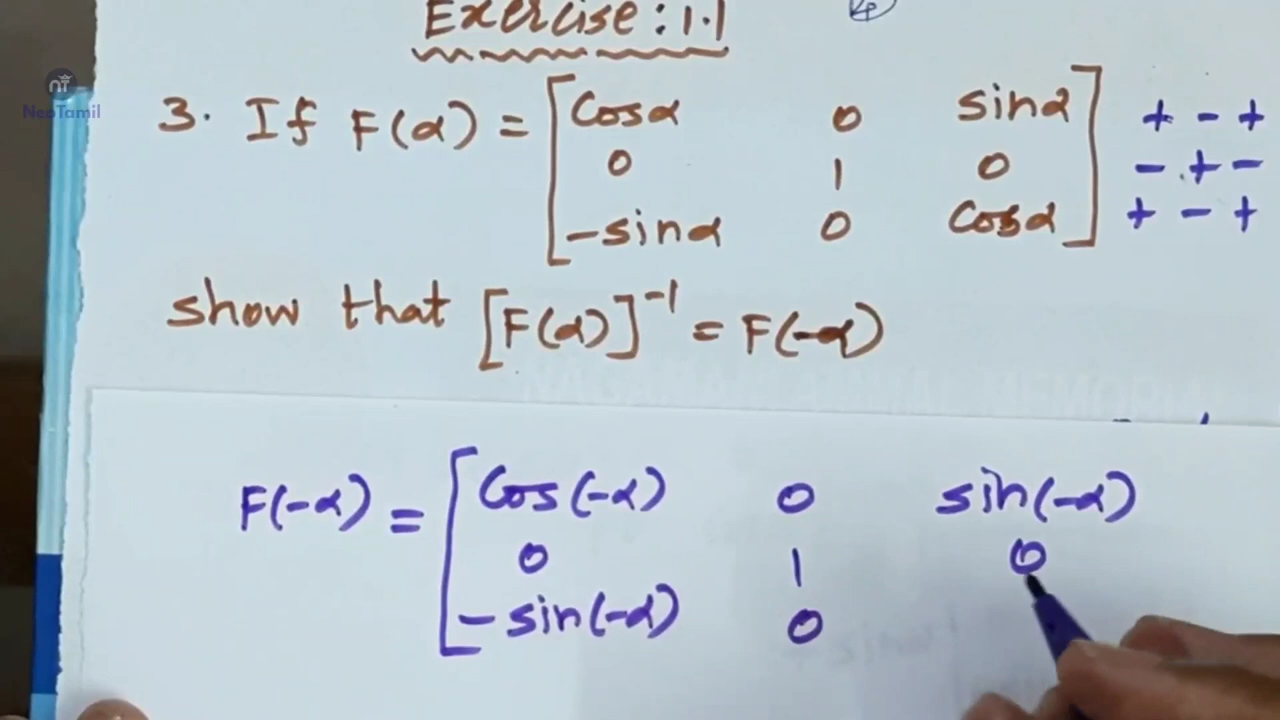 Exercise: 1.1
NeoTamil
3. If F(α) = [cosα 0 sinα] + - +
0 1 0 - + -
-sinα 0 cosα + - +
show that [F(α)]⁻¹ = F(-α)
F(-α) = [cos(-α) 0 sin(-α)
0 1 0
-sin(-α) 0